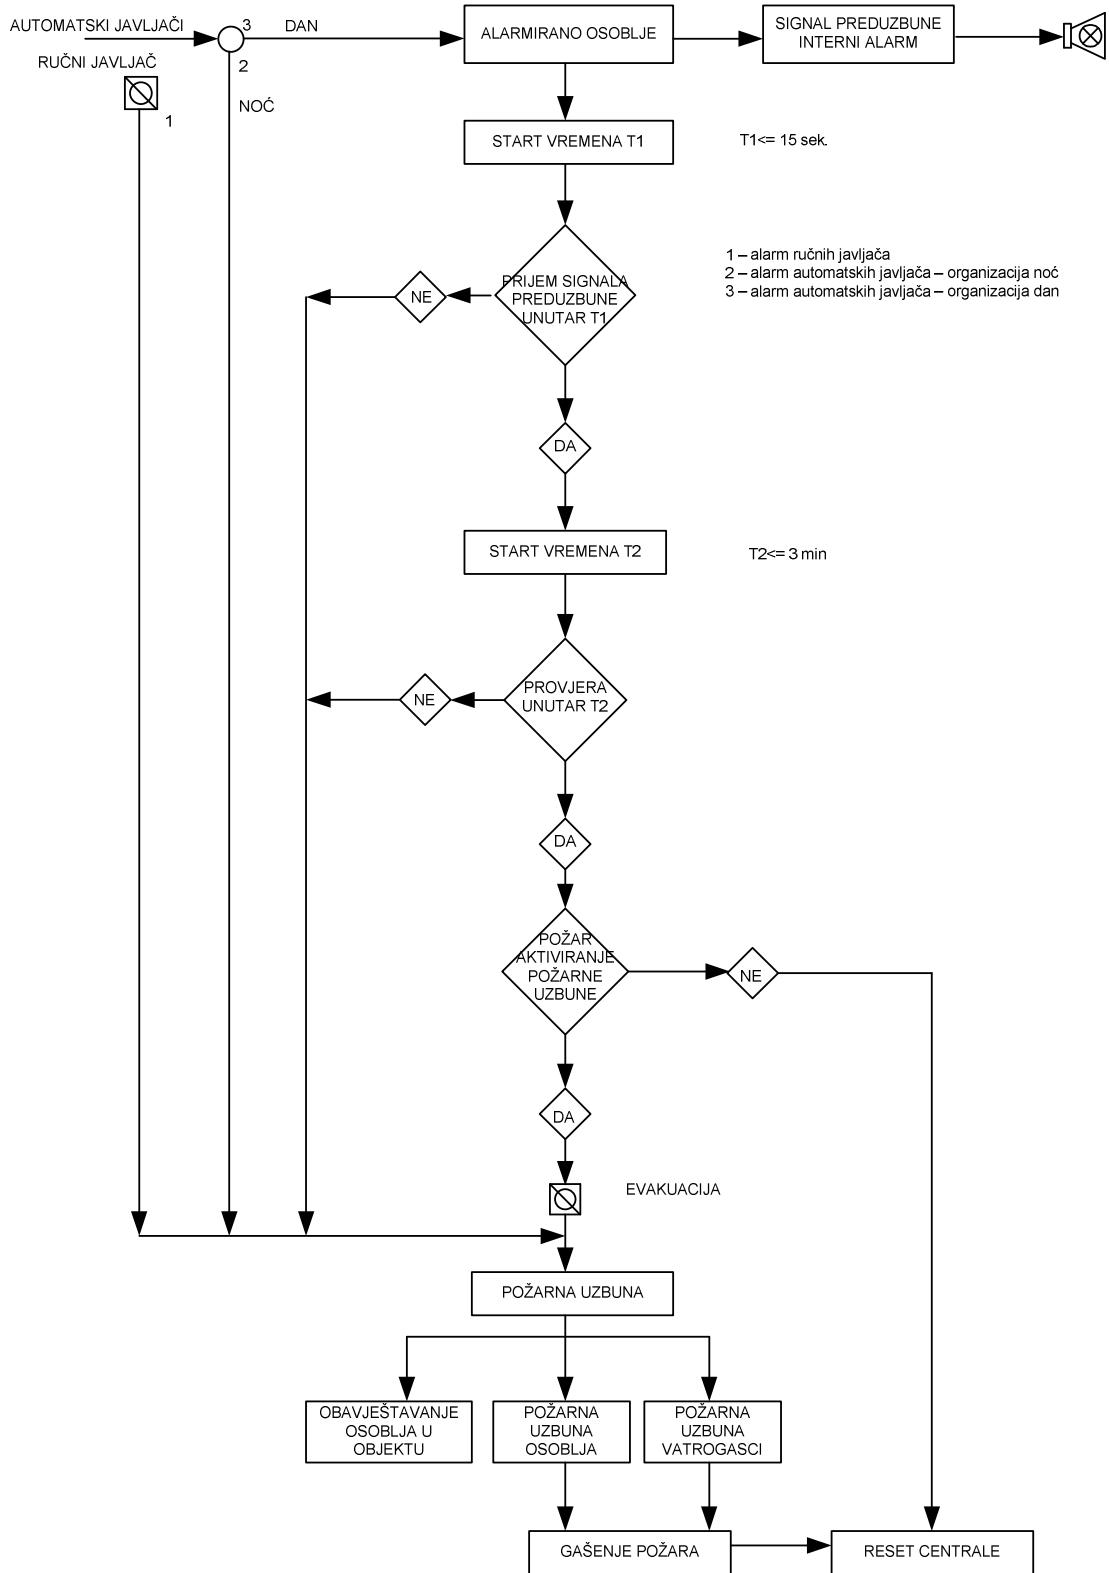 AUTOMATSKI JAVLJAČI
3
DAN
ALARMIRANO OSOBLJE
SIGNAL PREDUZBUNE
INTERNI ALARM
RUČNI JAVLJAČ
2
NOĆ
1
START VREMENA T1
T1<= 15 sek.
1 – alarm ručnih javljača
2 – alarm automatskih javljača – organizacija noć
3 – alarm automatskih javljača – organizacija dan
PRIJEM SIGNALA
PREDUZBUNE
UNUTAR T1
NE
DA
START VREMENA T2
T2<= 3 min
PROVJERA
UNUTAR T2
NE
DA
POŽAR
AKTIVIRANJE
POŽARNE
UZBUNE
NE
DA
EVAKUACIJA
POŽARNA UZBUNA
OBAVJEŠTAVANJE
OSOBLJA U
OBJEKTU
POŽARNA
UZBUNA
OSOBLJA
POŽARNA
UZBUNA
VATROGASCI
GAŠENJE POŽARA
RESET CENTRALE